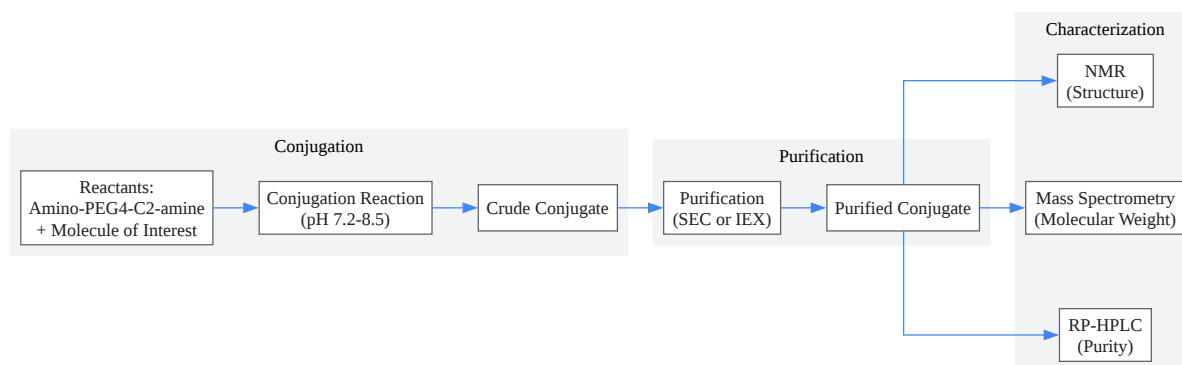 Conjugation
Reactants:
Amino-PEG4-C2-amine
+ Molecule of Interest
Conjugation Reaction
(pH 7.2-8.5)
Crude Conjugate
Purification
Purification
(SEC or IEX)
Purified Conjugate
Characterization
NMR
(Structure)
Mass Spectrometry
(Molecular Weight)
RP-HPLC
(Purity)